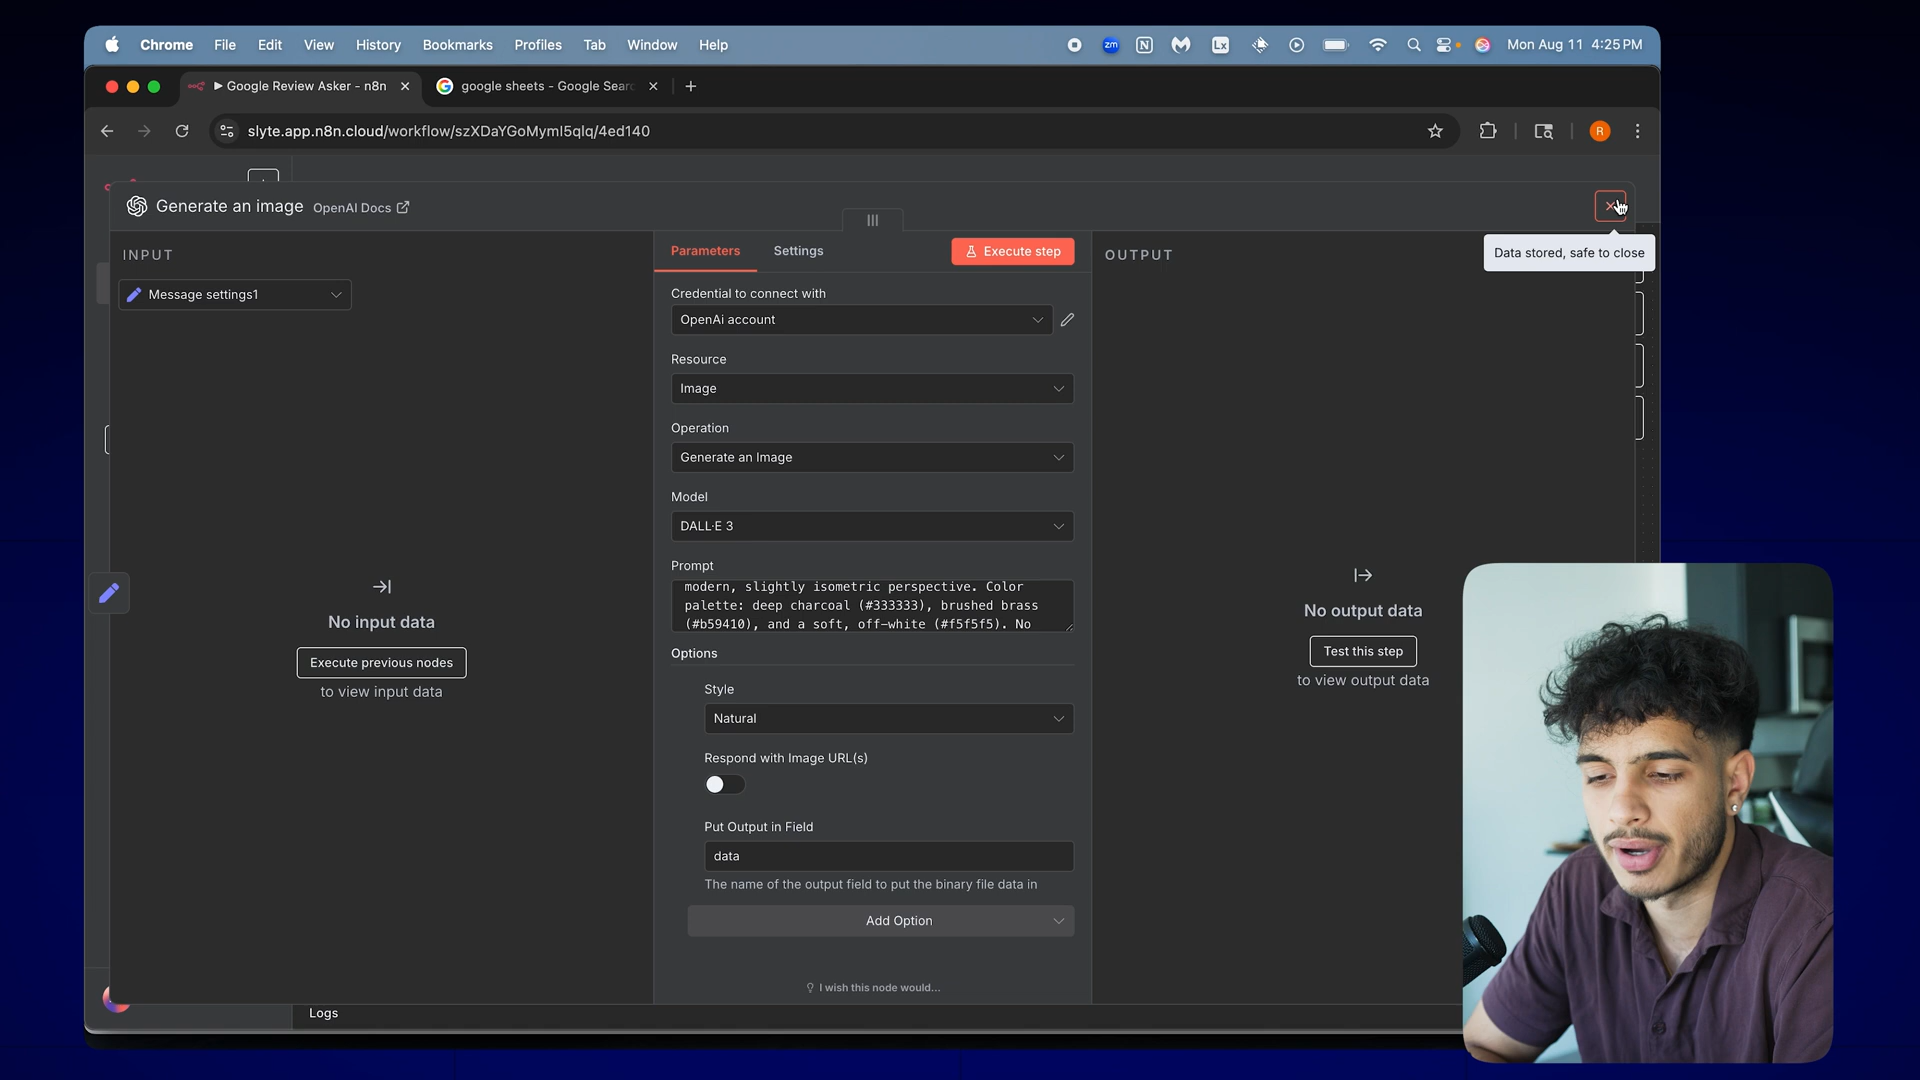 Chrome File Edit View History Bookmarks Profiles Tab Window Help
zm N Lx Mon Aug 11 4:25 PM
Google Review Asker - n8n
google sheets - Google Sear
slyte.app.n8n.cloud/workflow/szXDaYGoMymI5qlq/4ed140
R
Generate an image OpenAI Docs
Data stored, safe to close
INPUT
Message settings1
No input data
Execute previous nodes
to view input data
Parameters Settings Execute step
Credential to connect with
OpenAi account
Resource
Image
Operation
Generate an Image
Model
DALL·E 3
Prompt
modern, slightly isometric perspective. Color
palette: deep charcoal (#333333), brushed brass
(#b59410), and a soft, off-white (#f5f5f5). No
Options
Style
Natural
Respond with Image URL(s)
Put Output in Field
data
The name of the output field to put the binary file data in
Add Option
I wish this node would...
OUTPUT
No output data
Test this step
to view output data
Logs